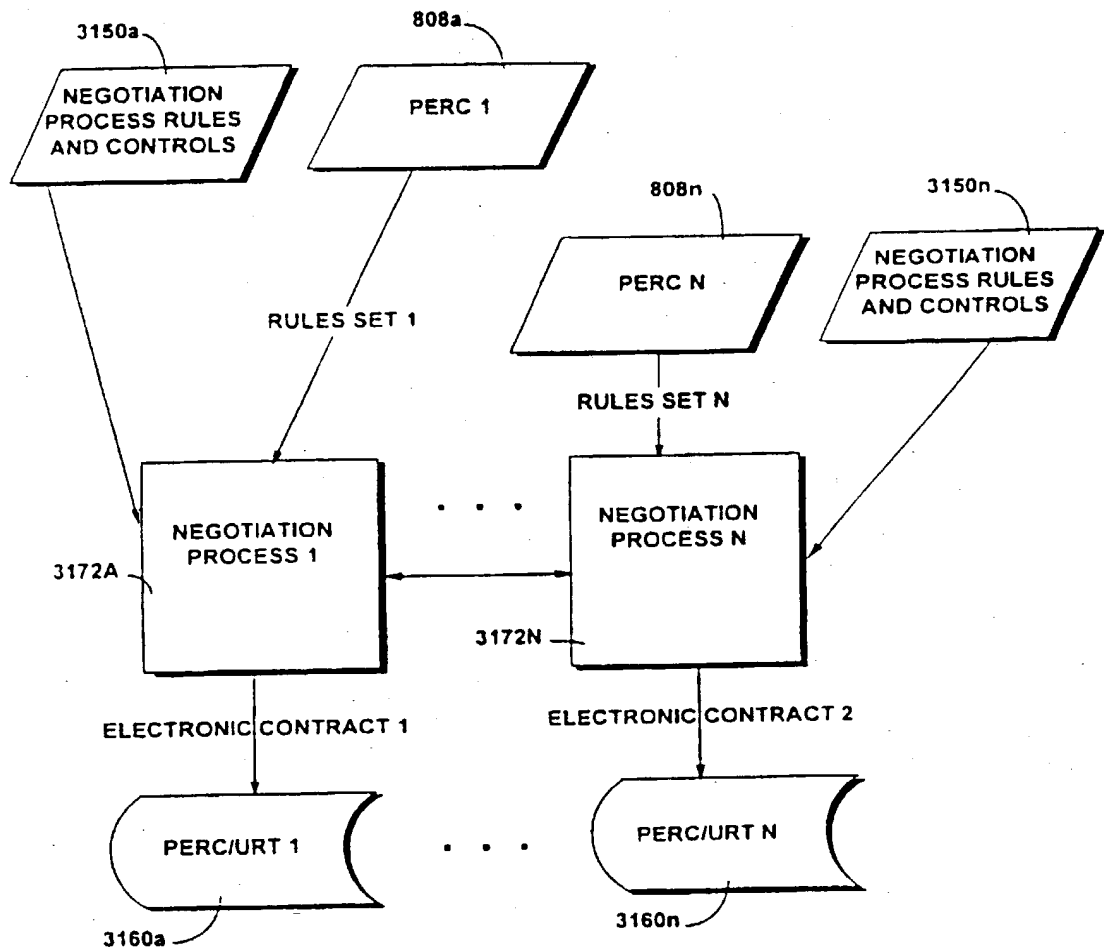 3150a
808a
NEGOTIATION
PROCESS RULES
AND CONTROLS
PERC 1
808n
3150n
PERC N
NEGOTIATION
PROCESS RULES
AND CONTROLS
RULES SET 1
RULES SET N
NEGOTIATION
PROCESS 1
. . .
NEGOTIATION
PROCESS N
3172A
3172N
ELECTRONIC CONTRACT 1
ELECTRONIC CONTRACT 2
PERC/URT 1
. . .
PERC/URT N
3160a
3160n